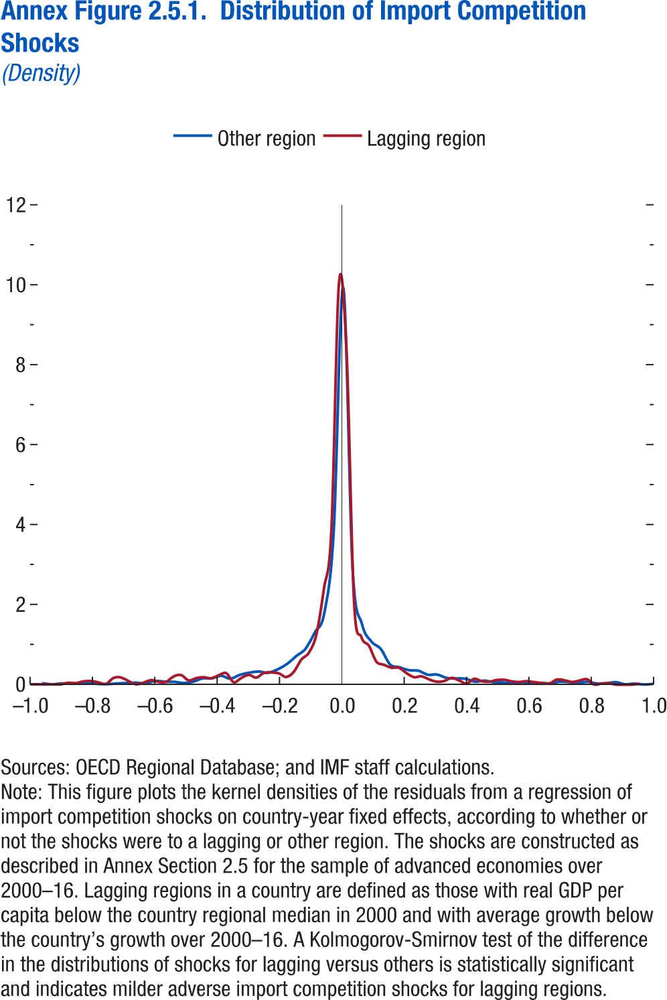 Annex Figure 2.5.1.  Distribution of Import Competition
Shocks
(Density)
Other region
Lagging region
12
10
8
6
4
2
0
–1.0 –0.8 –0.6 –0.4 –0.2 0.0 0.2 0.4 0.6 0.8 1.0
Sources: OECD Regional Database; and IMF staff calculations.
Note: This figure plots the kernel densities of the residuals from a regression of
import competition shocks on country-year fixed effects, according to whether or
not the shocks were to a lagging or other region. The shocks are constructed as
described in Annex Section 2.5 for the sample of advanced economies over
2000–16. Lagging regions in a country are defined as those with real GDP per
capita below the country regional median in 2000 and with average growth below
the country’s growth over 2000–16. A Kolmogorov-Smirnov test of the difference
in the distributions of shocks for lagging versus others is statistically significant
and indicates milder adverse import competition shocks for lagging regions.